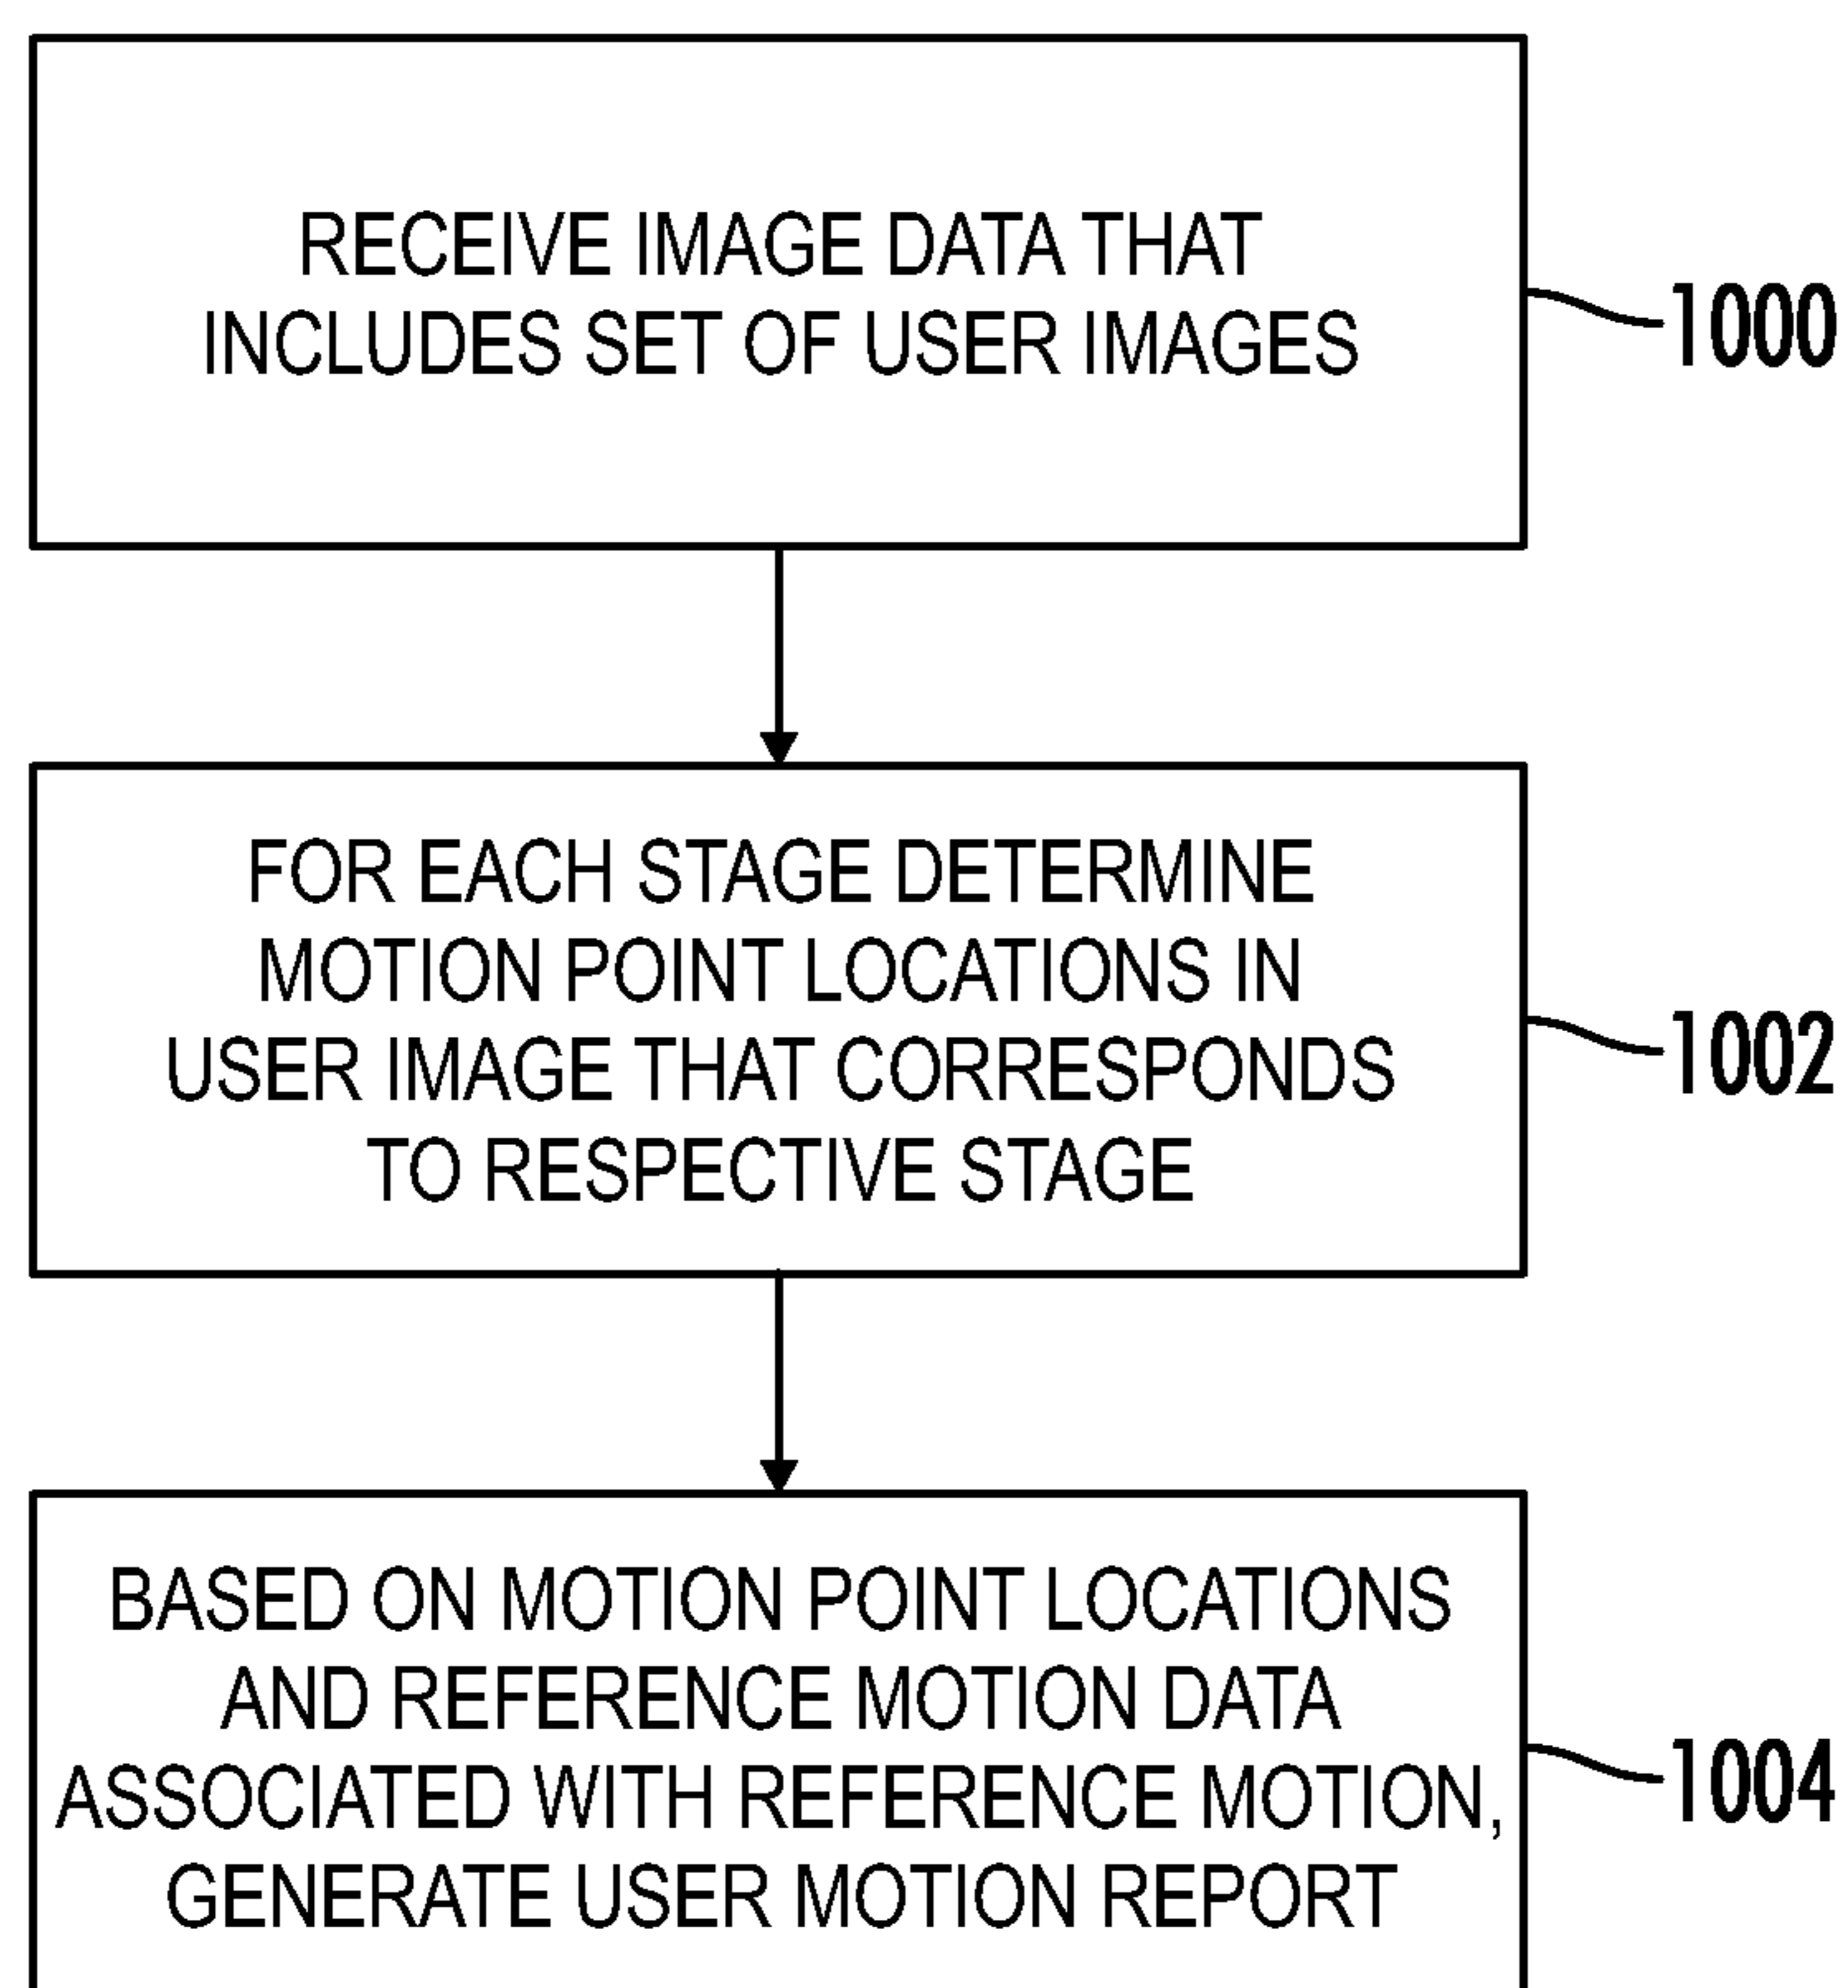 RECEIVE IMAGE DATA THAT
INCLUDES SET OF USER IMAGES
1000
FOR EACH STAGE DETERMINE
MOTION POINT LOCATIONS IN
USER IMAGE THAT CORRESPONDS
TO RESPECTIVE STAGE
1002
BASED ON MOTION POINT LOCATIONS
AND REFERENCE MOTION DATA
ASSOCIATED WITH REFERENCE MOTION,
GENERATE USER MOTION REPORT
1004